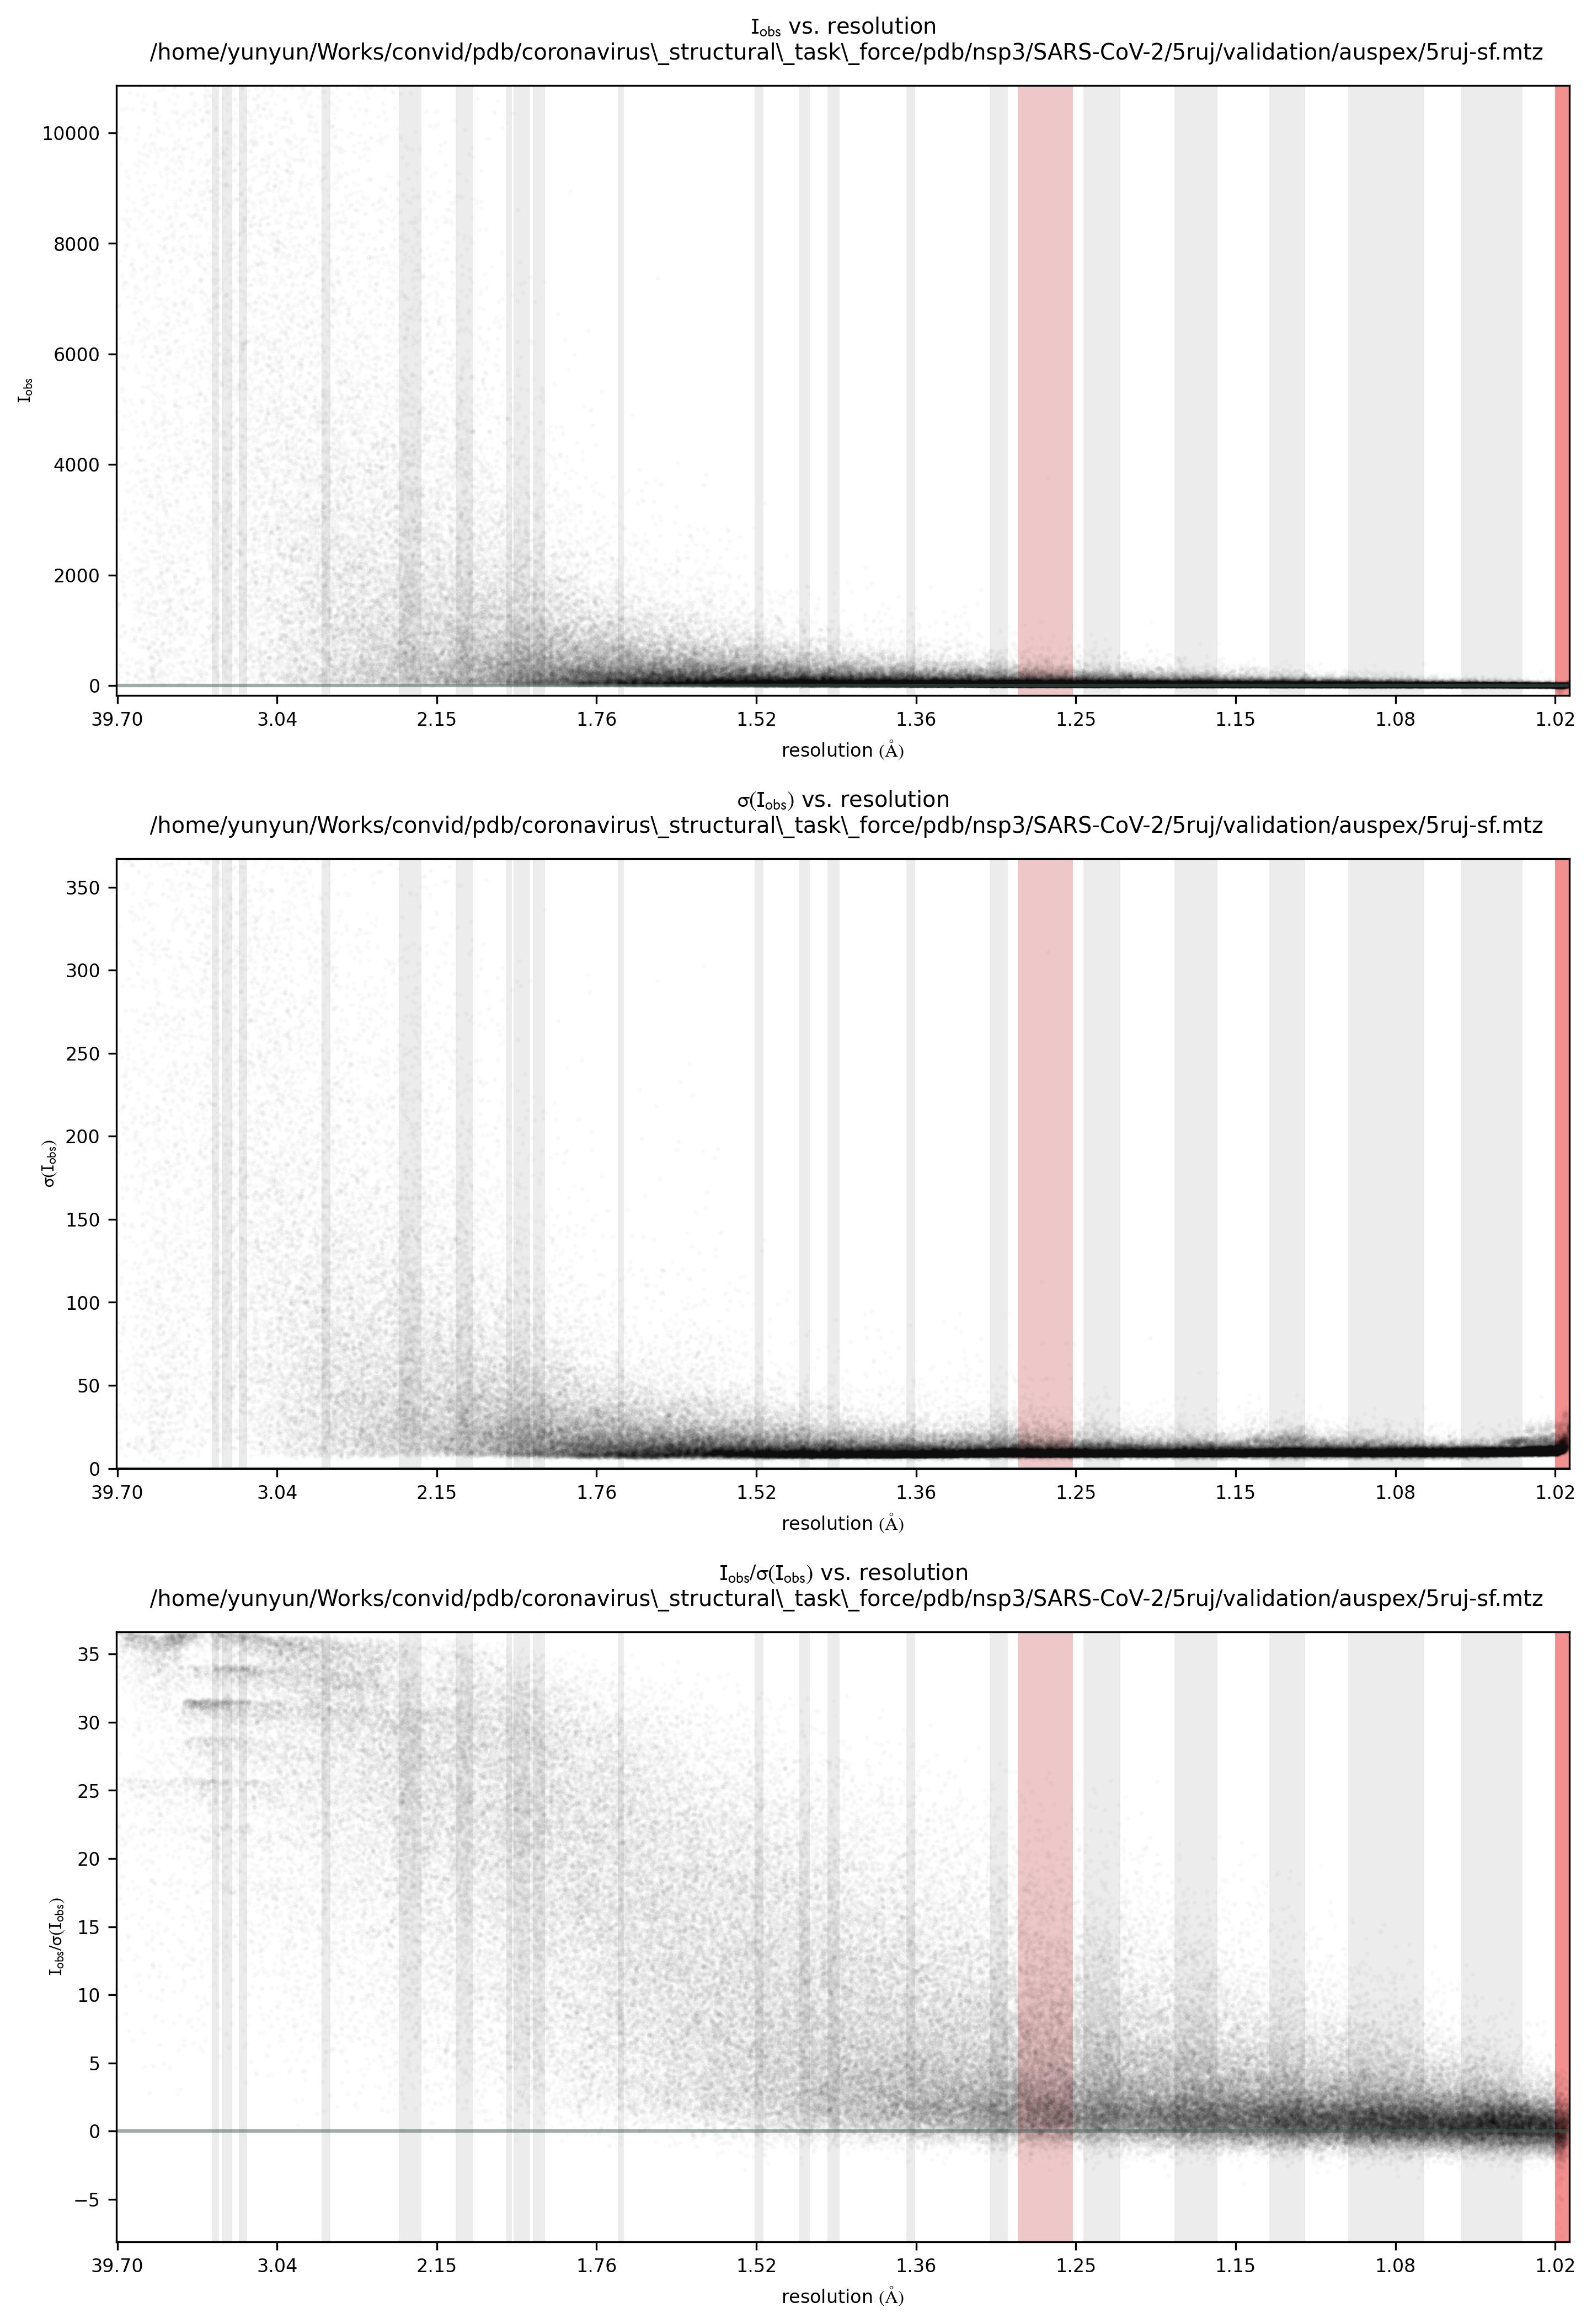 I_obs vs. resolution
/home/yunyun/Works/convid/pdb/coronavirus\_structural\_task\_force/pdb/nsp3/SARS-CoV-2/5ruj/validation/auspex/5ruj-sf.mtz
10000
8000
6000
I_obs
4000
2000
0
39.70 3.04 2.15 1.76 1.52 1.36 1.25 1.15 1.08 1.02
resolution (Å)
σ(I_obs) vs. resolution
/home/yunyun/Works/convid/pdb/coronavirus\_structural\_task\_force/pdb/nsp3/SARS-CoV-2/5ruj/validation/auspex/5ruj-sf.mtz
350
300
250
200
σ(I_obs)
150
100
50
0
39.70 3.04 2.15 1.76 1.52 1.36 1.25 1.15 1.08 1.02
resolution (Å)
I_obs/σ(I_obs) vs. resolution
/home/yunyun/Works/convid/pdb/coronavirus\_structural\_task\_force/pdb/nsp3/SARS-CoV-2/5ruj/validation/auspex/5ruj-sf.mtz
35
30
25
20
I_obs/σ(I_obs)
15
10
5
0
−5
39.70 3.04 2.15 1.76 1.52 1.36 1.25 1.15 1.08 1.02
resolution (Å)